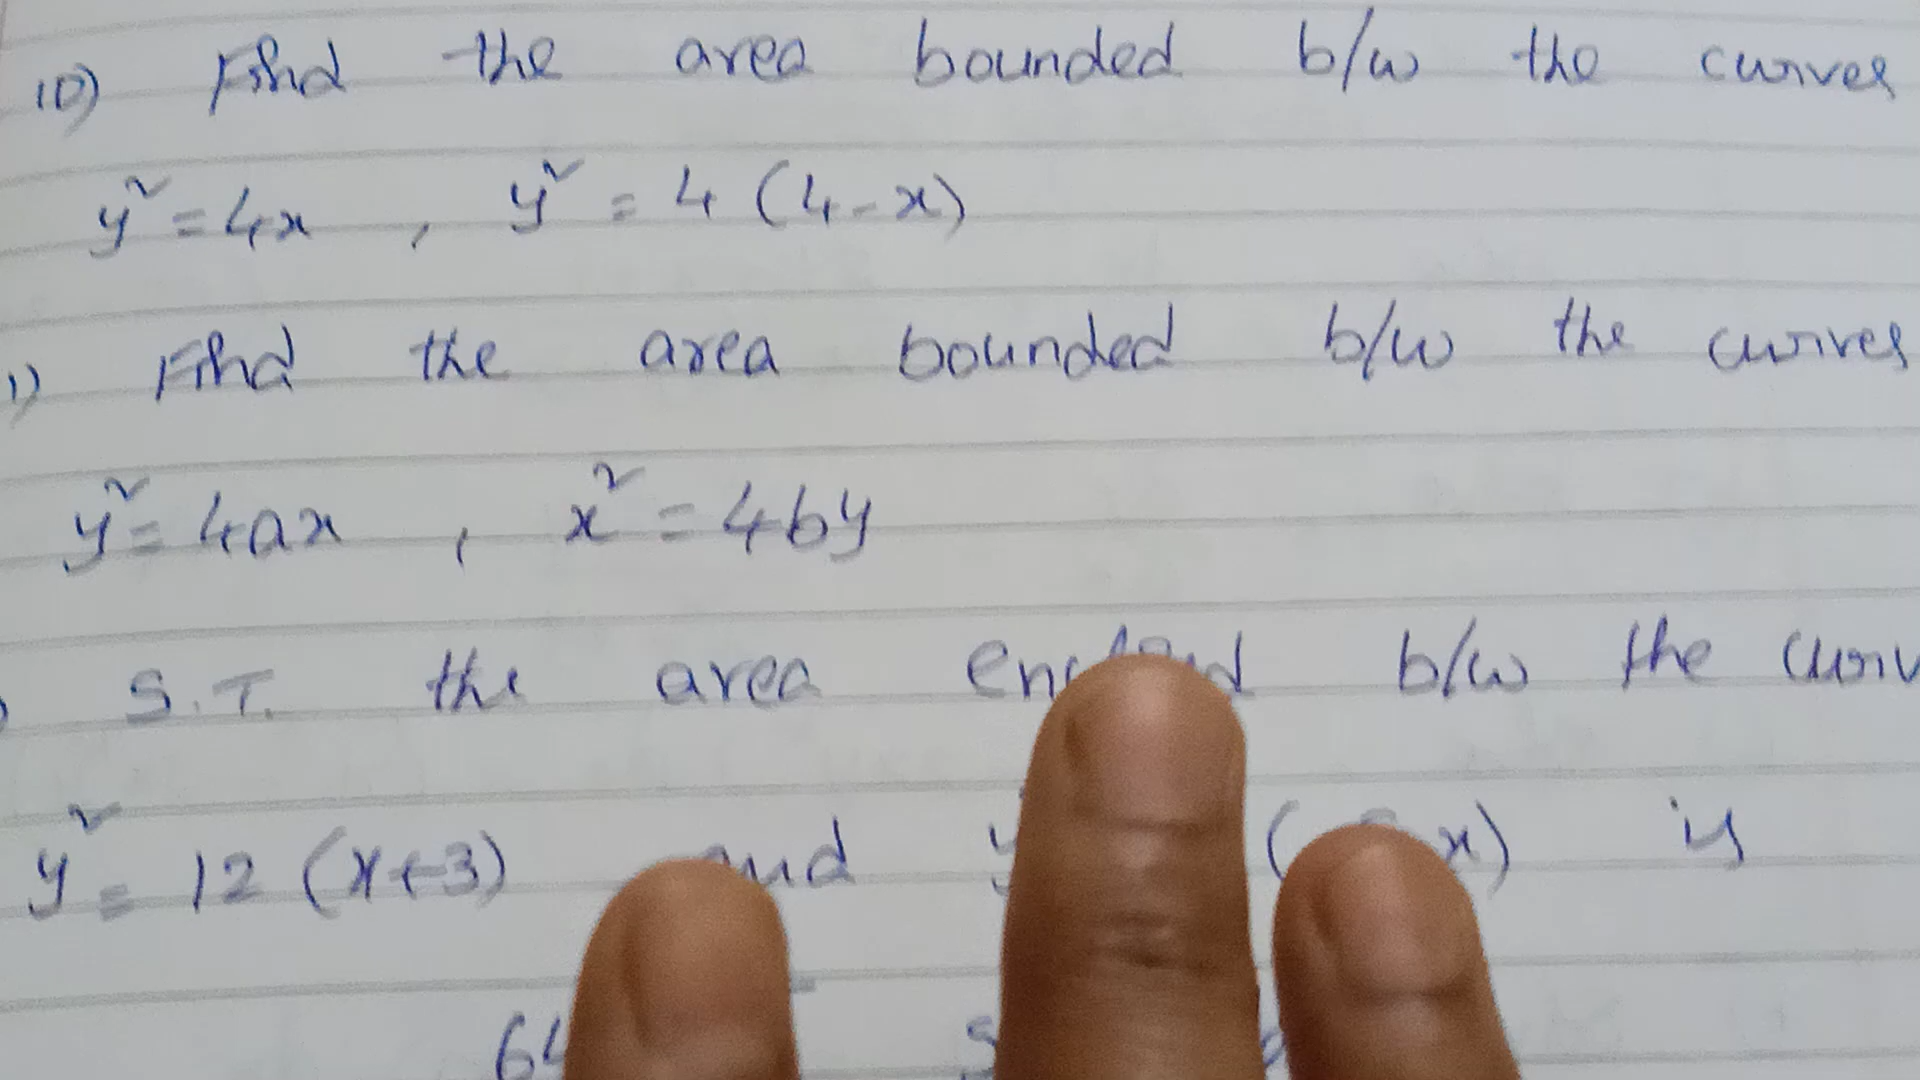 10) Find the area bounded b/w the curves
y² = 4x , y² = 4 (4-x)
1) Find the area bounded b/w the curves
y² = 4ax , x² = 4by
S.T. the area b/w the
y² = 12 (x+3) and x) is